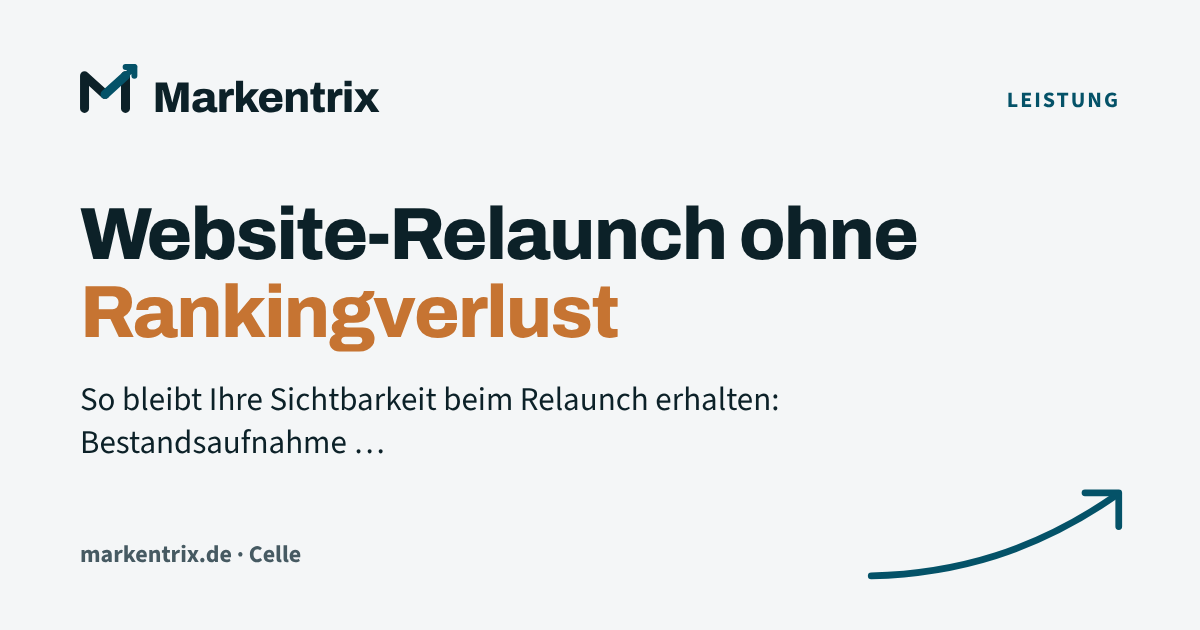 Markentrix
LEISTUNG
Website-Relaunch ohne
Rankingverlust
So bleibt Ihre Sichtbarkeit beim Relaunch erhalten:
Bestandsaufnahme …
markentrix.de · Celle